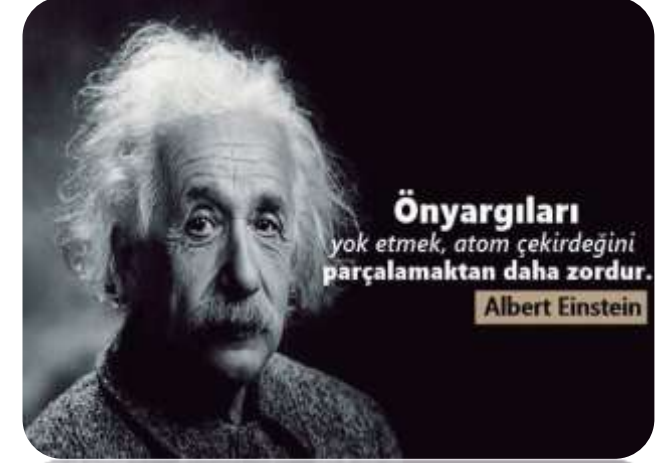 Önyargıları
yok etmek, atom çekirdeğini
parçalamaktan daha zordur.
Albert Einstein